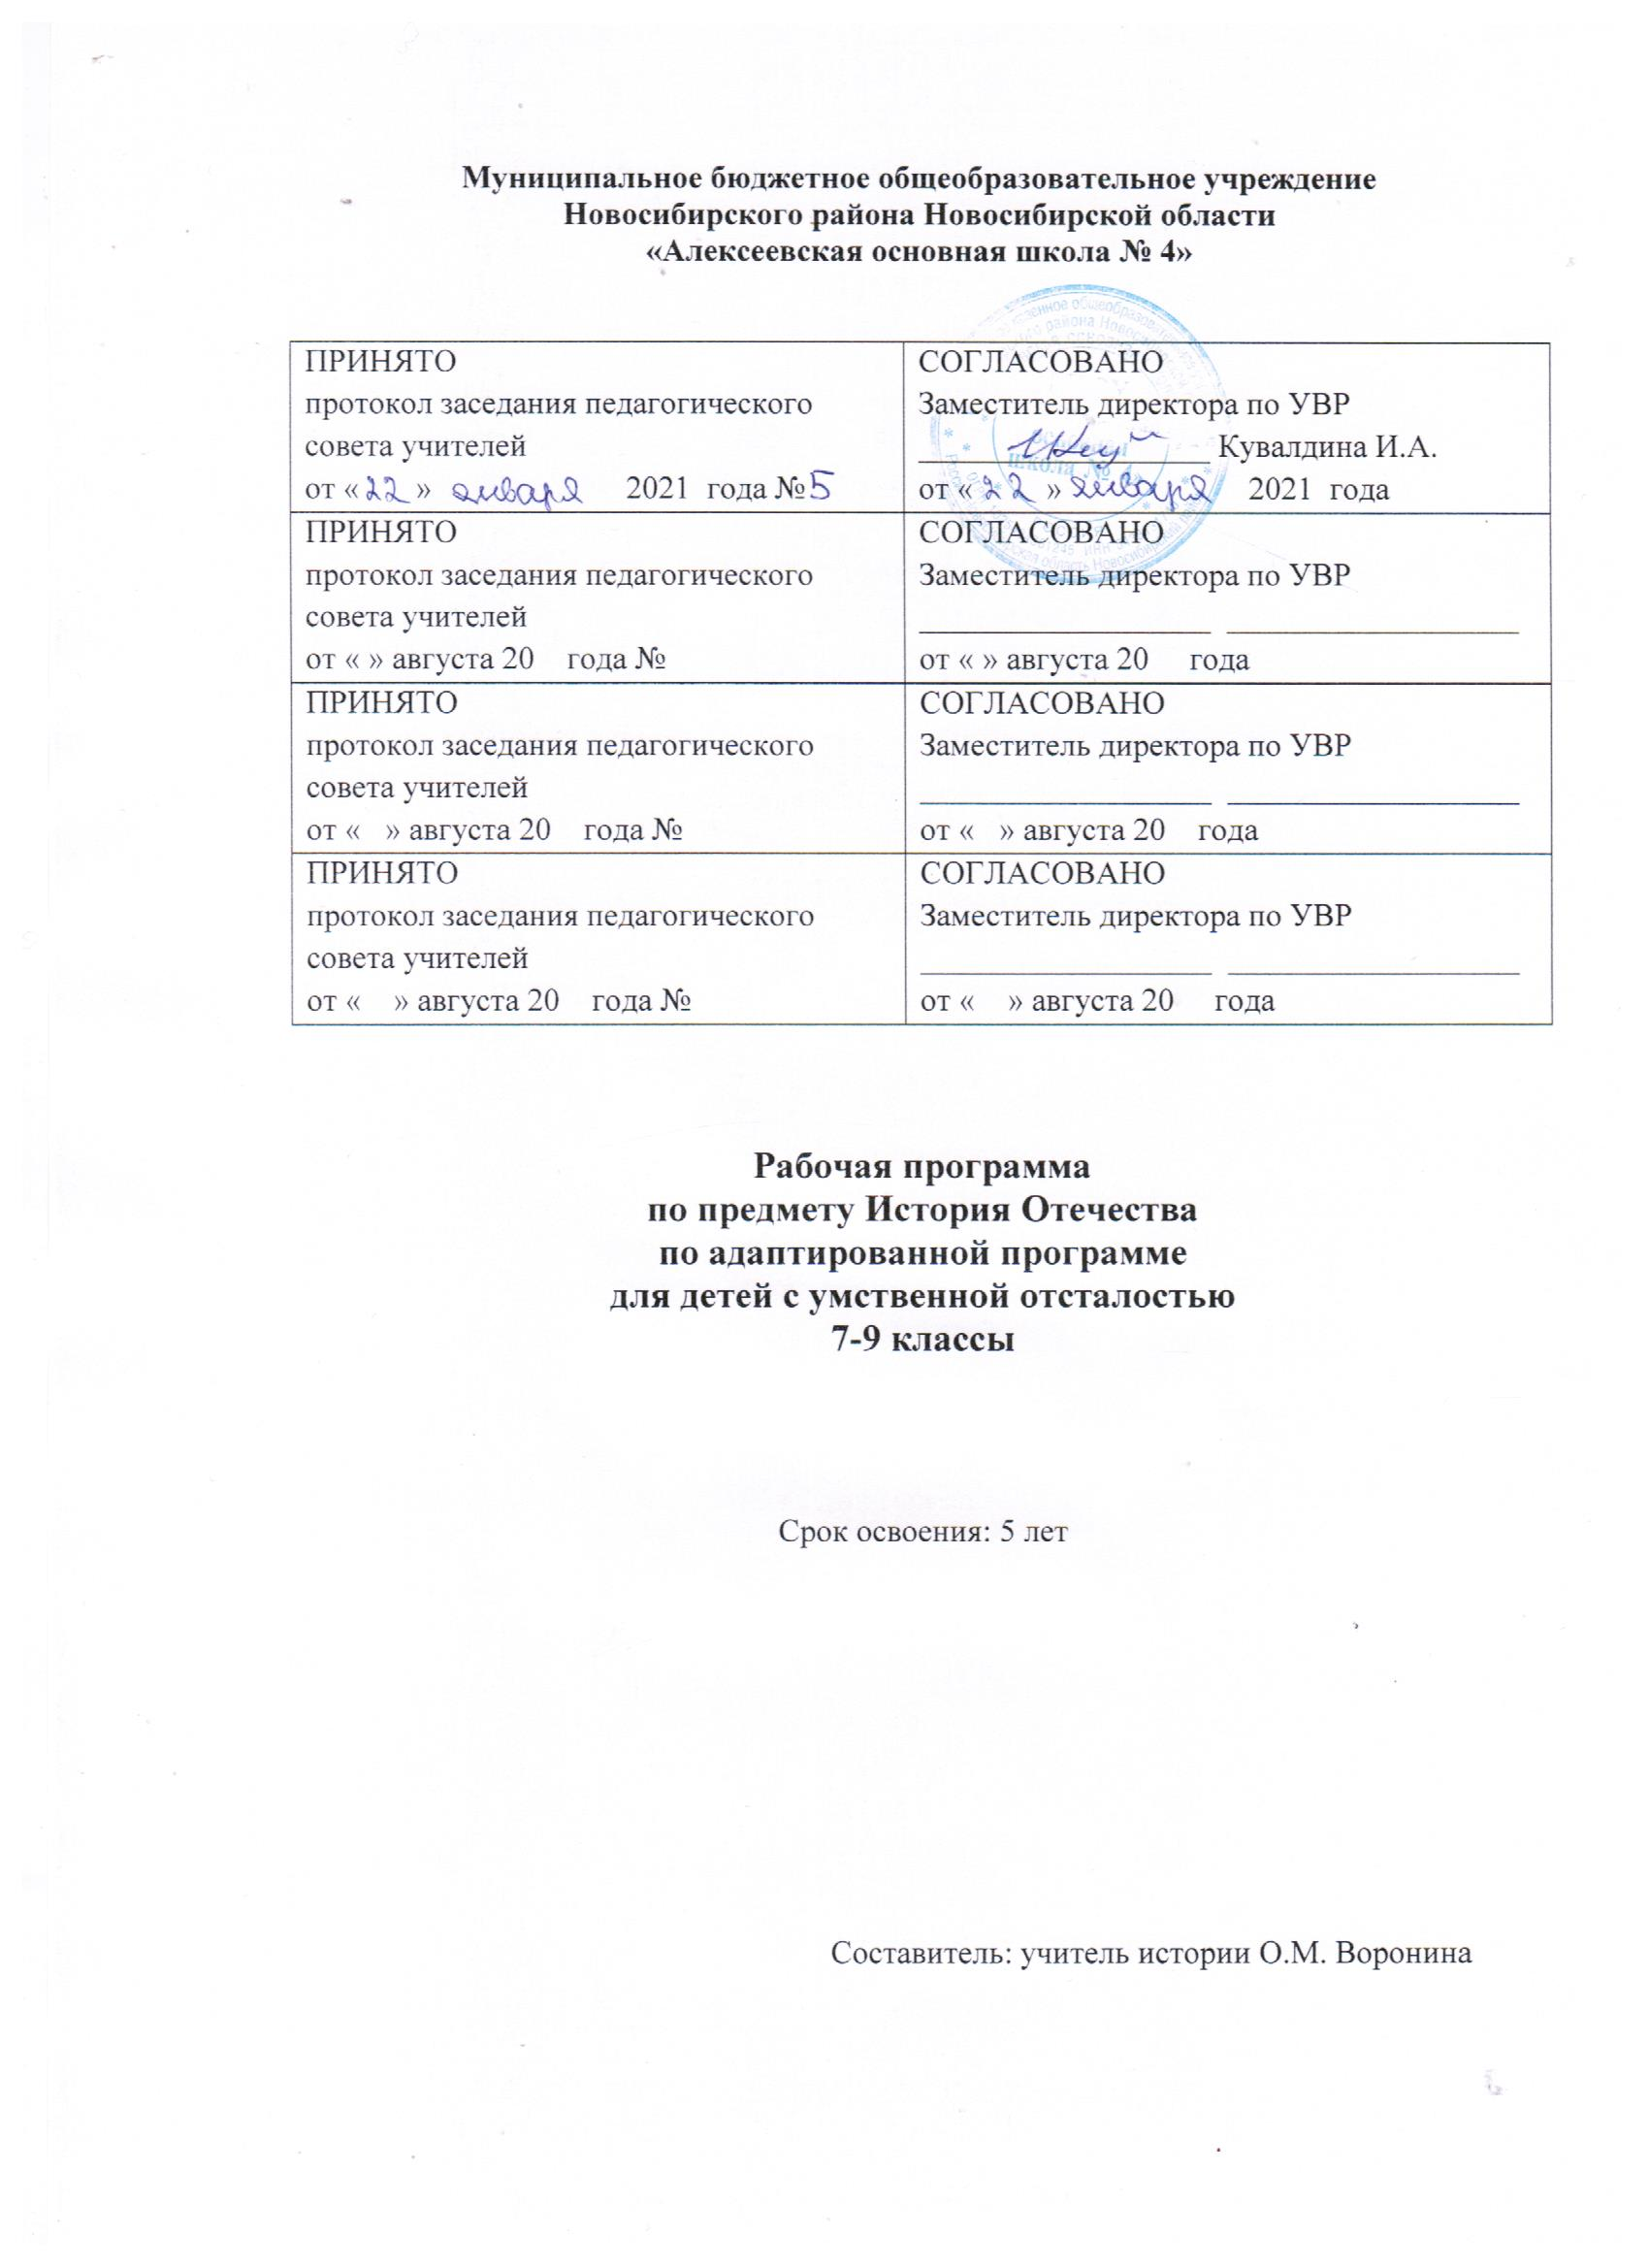 Муниципальное бюджетное общеобразовательное учреждение
Новосибирского района Новосибирской области
«Алексеевская основная школа № 4»
ПРИНЯТО
протокол заседания педагогического
совета учителей
от «22» января 2021 года №5
СОГЛАСОВАНО
Заместитель директора по УВР
____________________ Кувалдина И.А.
от «22» января 2021 года
ПРИНЯТО
протокол заседания педагогического
совета учителей
от « » августа 20 года №
СОГЛАСОВАНО
Заместитель директора по УВР
от « » августа 20 года
ПРИНЯТО
протокол заседания педагогического
совета учителей
от « » августа 20 года №
СОГЛАСОВАНО
Заместитель директора по УВР
от « » августа 20 года
ПРИНЯТО
протокол заседания педагогического
совета учителей
от « » августа 20 года №
СОГЛАСОВАНО
Заместитель директора по УВР
от « » августа 20 года
Рабочая программа
по предмету История Отечества
по адаптированной программе
для детей с умственной отсталостью
7-9 классы
Срок освоения: 5 лет
Составитель: учитель истории О.М. Воронина